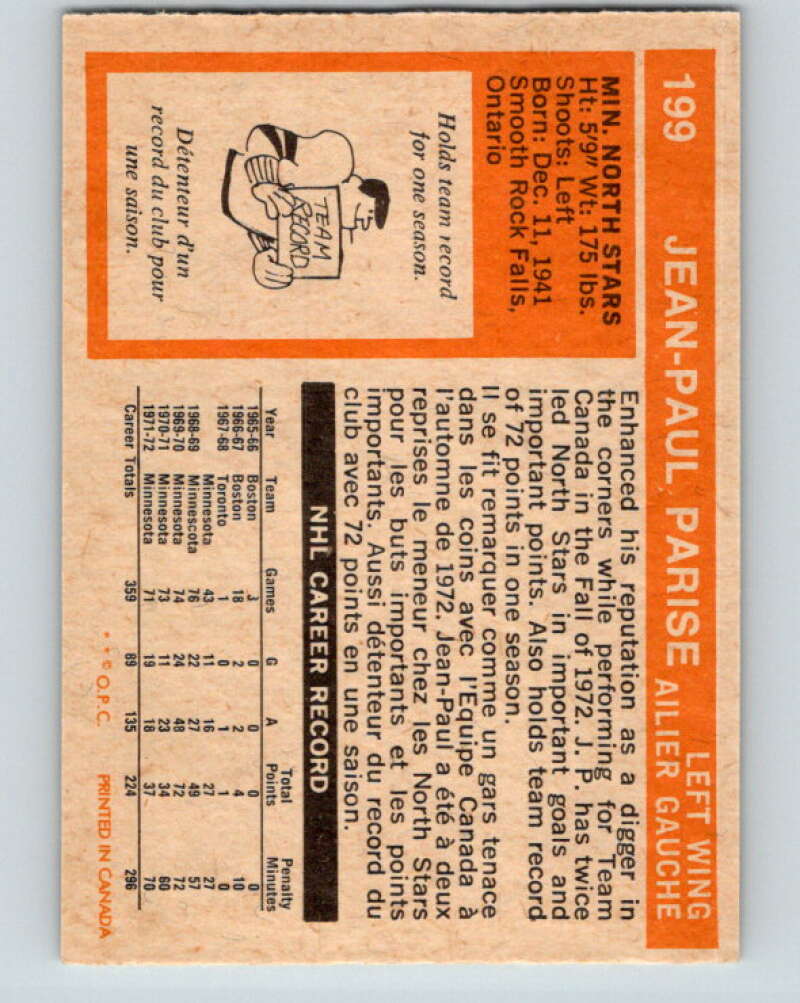 199 JEAN-PAUL PARISE
LEFT WING
AILIER GAUCHE
MIN. NORTH STARS
Ht: 5'9" Wt: 175 lbs.
Shoots: Left
Born: Dec. 11, 1941
Smooth Rock Falls,
Ontario
Holds team record
for one season.
TEAM
RECORD
Détenteur d'un
record du club pour
une saison.
Enhanced his reputation as a digger in
the corners while performing for Team
Canada in the Fall of 1972. J. P. has twice
led North Stars in important goals and
important points. Also holds team record
of 72 points in one season.
Il se fit remarquer comme un gars tenace
dans les coins avec l'Equipe Canada à
l'automne de 1972. Jean-Paul a été à deux
reprises le meneur chez les North Stars
pour les buts importants et les points
importants. Aussi détenteur du record du
club avec 72 points en une saison.
NHL CAREER RECORD
Year Team Games G A Total Points Penalty Minutes
1965-66 Boston 3 0 0 0 0
1966-67 Boston 18 2 2 4 10
1967-68 Toronto 1 0 1 1 0
Minnesota 43 11 16 27 27
1968-69 Minnescota 76 22 27 49 57
1969-70 Minnesota 74 24 48 72 72
1970-71 Minnesota 73 11 23 34 60
1971-72 Minnesota 71 19 18 37 70
Career Totals 359 89 135 224 296
* * © O.P.C. PRINTED IN CANADA